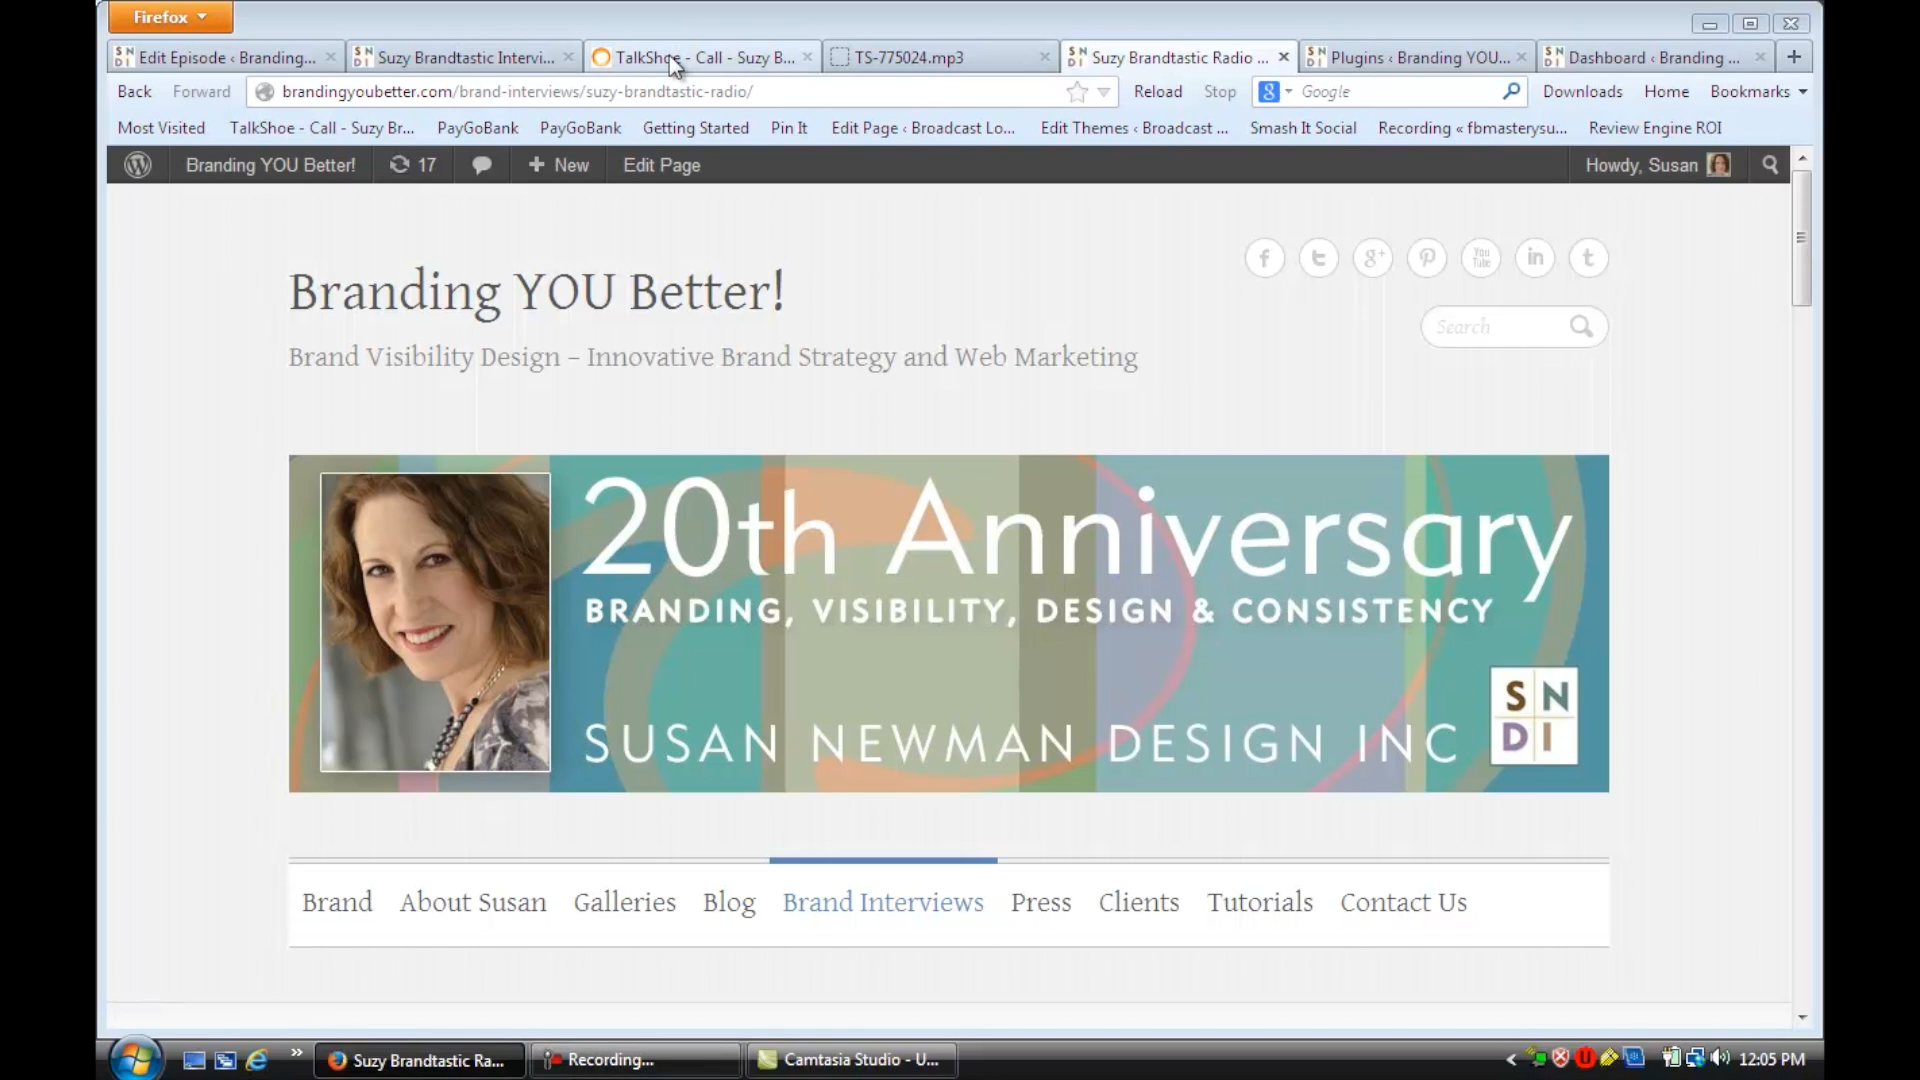 Firefox
Edit Episode ‹ Branding...
Suzy Brandtastic Intervi...
TalkShoe - Call - Suzy B...
TS-775024.mp3
Suzy Brandtastic Radio ...
Plugins ‹ Branding YOU...
Dashboard ‹ Branding ...
Back
Forward
brandingyoubetter.com/brand-interviews/suzy-brandtastic-radio/
Reload
Stop
Google
Downloads
Home
Bookmarks
Most Visited
TalkShoe - Call - Suzy Br...
PayGoBank
PayGoBank
Getting Started
Pin It
Edit Page ‹ Broadcast Lo...
Edit Themes ‹ Broadcast ...
Smash It Social
Recording « fbmasterysu...
Review Engine ROI
Branding YOU Better!
17
+ New
Edit Page
Howdy, Susan
Branding YOU Better!
Brand Visibility Design – Innovative Brand Strategy and Web Marketing
Search
20th Anniversary
BRANDING, VISIBILITY, DESIGN & CONSISTENCY
SUSAN NEWMAN DESIGN INC
S N
D I
Brand
About Susan
Galleries
Blog
Brand Interviews
Press
Clients
Tutorials
Contact Us
Suzy Brandtastic Ra...
Recording...
Camtasia Studio - U...
12:05 PM